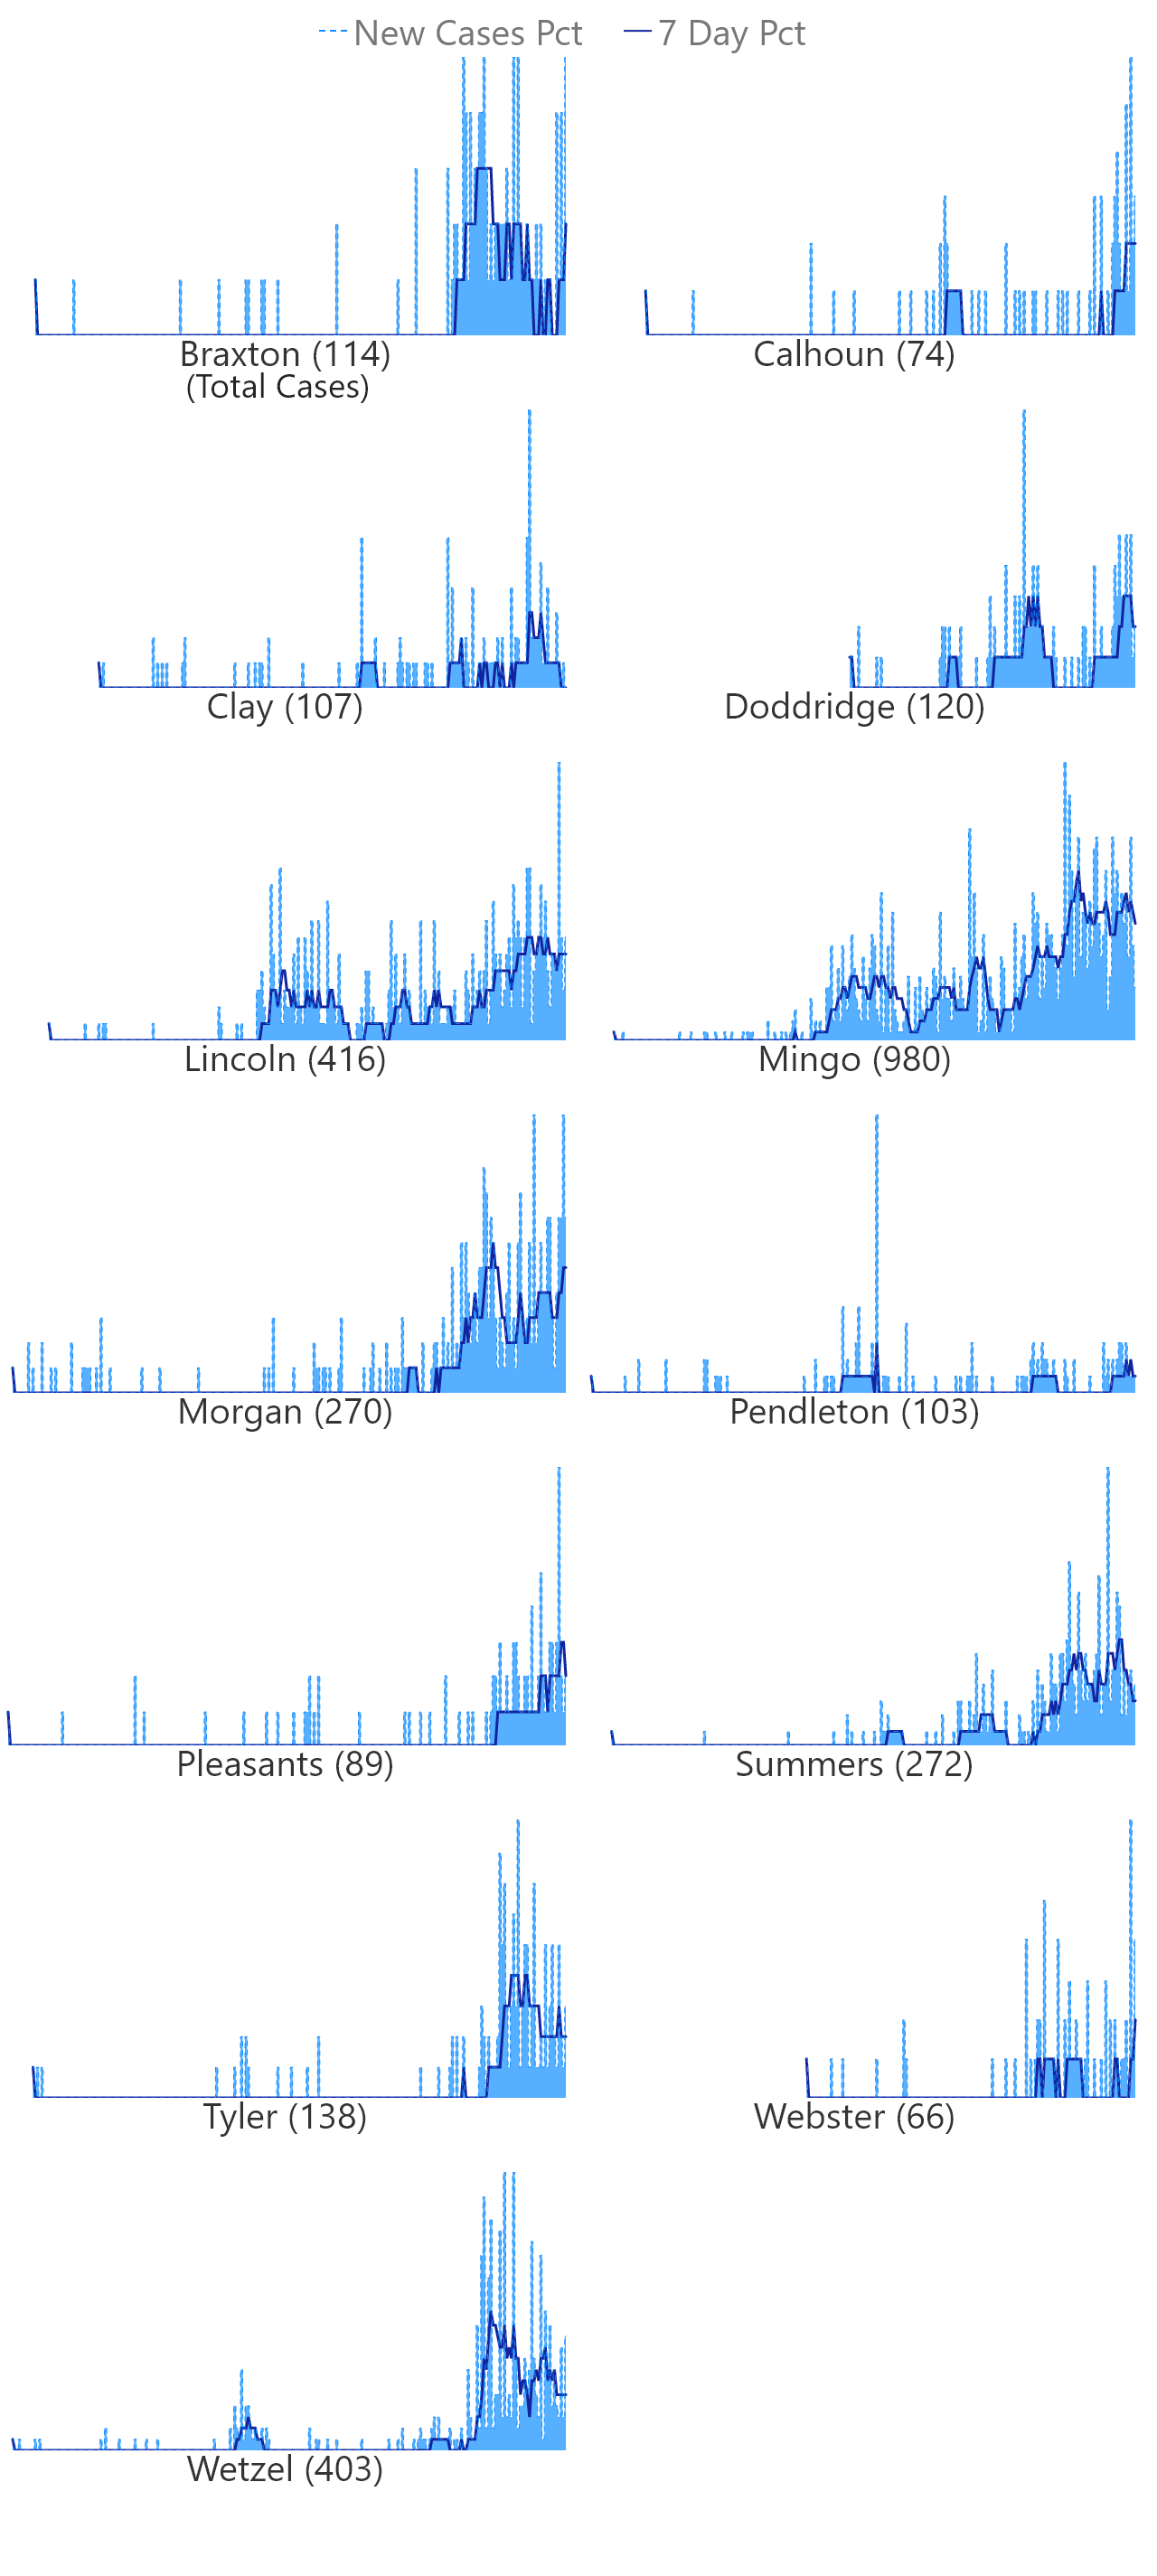 New Cases Pct 7 Day Pct
Braxton (114) Calhoun (74)
(Total Cases)
Clay (107) Doddridge (120)
Lincoln (416) Mingo (980)
Morgan (270) Pendleton (103)
Pleasants (89) Summers (272)
Tyler (138) Webster (66)
Wetzel (403)